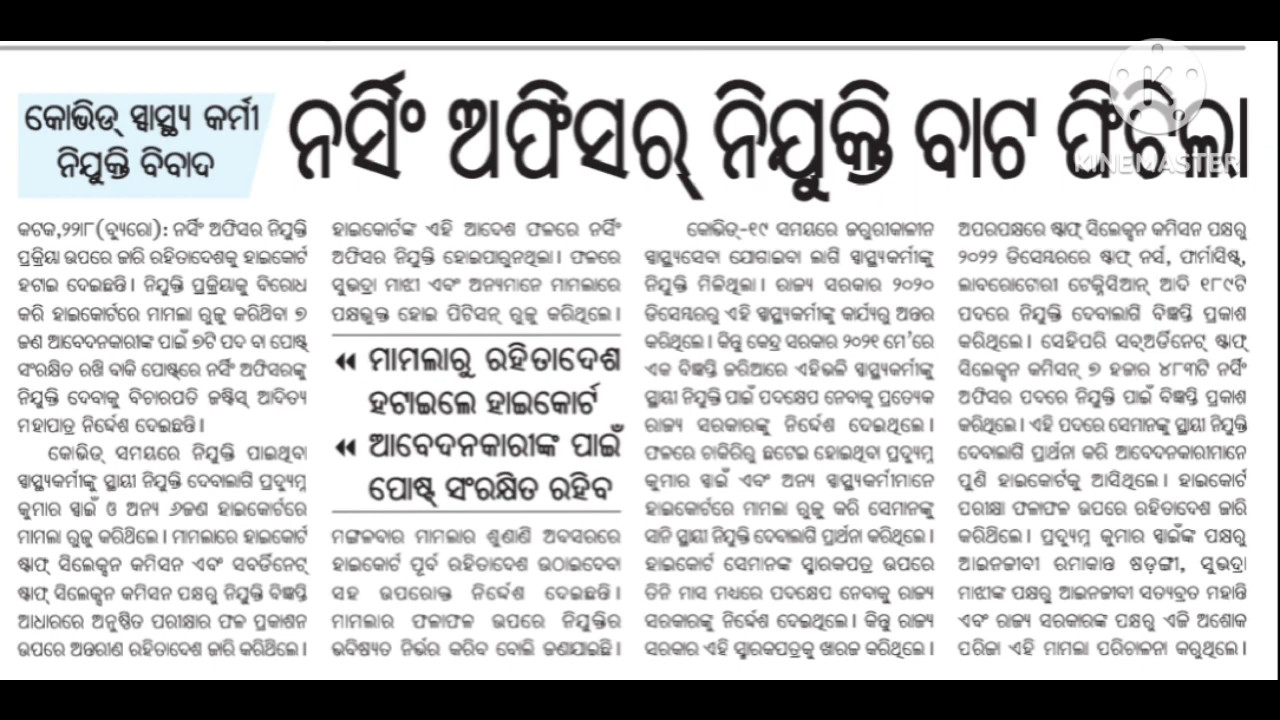 କୋଭିଡ୍ ସ୍ୱାସ୍ଥ୍ୟ କର୍ମୀ
ନିଯୁକ୍ତି ବିବାଦ
ନର୍ସିଂ ଅଫିସର୍ ନିଯୁକ୍ତି ବାଟ ଫିଟିଲା
KINEMASTER
କଟକ,୨୨।୮(ବ୍ୟୁରୋ): ନର୍ସିଂ ଅଫିସର ନିଯୁକ୍ତି
ପ୍ରକ୍ରିୟା ଉପରେ ଜାରି ରହିତାଦେଶକୁ ହାଇକୋର୍ଟ
ହଟାଇ ଦେଇଛନ୍ତି। ନିଯୁକ୍ତି ପ୍ରକ୍ରିୟାକୁ ବିରୋଧ
କରି ହାଇକୋର୍ଟରେ ମାମଲା ରୁଜୁ କରିଥିବା ୭
ଜଣ ଆବେଦନକାରୀଙ୍କ ପାଇଁ ୭ଟି ପଦ ବା ପୋଷ୍ଟ
ସଂରକ୍ଷିତ ରଖି ବାକି ପୋଷ୍ଟରେ ନର୍ସିଂ ଅଫିସରଙ୍କୁ
ନିଯୁକ୍ତି ଦେବାକୁ ବିଚାରପତି ଜଷ୍ଟିସ୍ ଆଦିତ୍ୟ
ମହାପାତ୍ର ନିର୍ଦ୍ଦେଶ ଦେଇଛନ୍ତି।
କୋଭିଡ୍ ସମୟରେ ନିଯୁକ୍ତି ପାଇଥିବା
ସ୍ୱାସ୍ଥ୍ୟକର୍ମୀଙ୍କୁ ସ୍ଥାୟୀ ନିଯୁକ୍ତି ଦେବାଲାଗି ପ୍ରଦ୍ୟୁମ୍ନ
କୁମାର ସ୍ୱାଇଁ ଓ ଅନ୍ୟ ୬ଜଣ ହାଇକୋର୍ଟରେ
ମାମଲା ରୁଜୁ କରିଥିଲେ। ମାମଲାରେ ହାଇକୋର୍ଟ
ଷ୍ଟାଫ୍ ସିଲେକ୍ସନ କମିସନ ଏବଂ ସବର୍ଡିନେଟ୍
ଷ୍ଟାଫ୍ ସିଲେକ୍ସନ କମିସନ ପକ୍ଷରୁ ନିଯୁକ୍ତି ବିଜ୍ଞପ୍ତି
ଆଧାରରେ ଅନୁଷ୍ଠିତ ପରୀକ୍ଷାର ଫଳ ପ୍ରକାଶନ
ଉପରେ ଅନ୍ତରୀଣ ରହିତାଦେଶ ଜାରି କରିଥିଲେ।
ହାଇକୋର୍ଟଙ୍କ ଏହି ଆଦେଶ ଫଳରେ ନର୍ସିଂ
ଅଫିସର ନିଯୁକ୍ତି ହୋଇପାରୁନଥିଲା। ଫଳରେ
ସୁଭଦ୍ରା ମାଝୀ ଏବଂ ଅନ୍ୟମାନେ ମାମଲାରେ
ପକ୍ଷଭୁକ୍ତ ହୋଇ ପିଟିସନ୍ ରୁଜୁ କରିଥିଲେ।
◂◂ ମାମଲାରୁ ରହିତାଦେଶ
ହଟାଇଲେ ହାଇକୋର୍ଟ
◂◂ ଆବେଦନକାରୀଙ୍କ ପାଇଁ
ପୋଷ୍ଟ୍ ସଂରକ୍ଷିତ ରହିବ
ମଙ୍ଗଳବାର ମାମଲାର ଶୁଣାଣି ଅବସରରେ
ହାଇକୋର୍ଟ ପୂର୍ବ ରହିତାଦେଶ ଉଠାଇଦେବା
ସହ ଉପରୋକ୍ତ ନିର୍ଦ୍ଦେଶ ଦେଇଛନ୍ତି।
ମାମଲାର ଫଳାଫଳ ଉପରେ ନିଯୁକ୍ତିର
ଭବିଷ୍ୟତ ନିର୍ଭର କରିବ ବୋଲି ଜଣାଯାଇଛି।
କୋଭିଡ୍-୧୯ ସମୟରେ ଜରୁରୀକାଳୀନ
ସ୍ୱାସ୍ଥ୍ୟସେବା ଯୋଗାଇବା ଲାଗି ସ୍ୱାସ୍ଥ୍ୟକର୍ମୀଙ୍କୁ
ନିଯୁକ୍ତି ମିଳିଥିଲା। ରାଜ୍ୟ ସରକାର ୨୦୨୦
ଡିସେମ୍ବରରୁ ଏହି ସ୍ୱାସ୍ଥ୍ୟକର୍ମୀଙ୍କୁ କାର୍ଯ୍ୟରୁ ଅନ୍ତର
କରିଥିଲେ। କିନ୍ତୁ କେନ୍ଦ୍ର ସରକାର ୨୦୨୧ ମେ'ରେ
ଏକ ବିଜ୍ଞପ୍ତି ଜରିଆରେ ଏହିଭଳି ସ୍ୱାସ୍ଥ୍ୟକର୍ମୀଙ୍କୁ
ସ୍ଥାୟୀ ନିଯୁକ୍ତି ପାଇଁ ପଦକ୍ଷେପ ନେବାକୁ ପ୍ରତ୍ୟେକ
ରାଜ୍ୟ ସରକାରଙ୍କୁ ନିର୍ଦ୍ଦେଶ ଦେଇଥିଲେ।
ଫଳରେ ଚାକିରିରୁ ଛଟେଇ ହୋଇଥିବା ପ୍ରଦ୍ୟୁମ୍ନ
କୁମାର ସ୍ୱାଇଁ ଏବଂ ଅନ୍ୟ ସ୍ୱାସ୍ଥ୍ୟକର୍ମୀମାନେ
ହାଇକୋର୍ଟରେ ମାମଲା ରୁଜୁ କରି ସେମାନଙ୍କୁ
ସାନି ସ୍ଥାୟୀ ନିଯୁକ୍ତି ଦେବାଲାଗି ପ୍ରାର୍ଥନା କରିଥିଲେ।
ହାଇକୋର୍ଟ ସେମାନଙ୍କ ସ୍ମାରକପତ୍ର ଉପରେ
ତିନି ମାସ ମଧ୍ୟରେ ପଦକ୍ଷେପ ନେବାକୁ ରାଜ୍ୟ
ସରକାରଙ୍କୁ ନିର୍ଦ୍ଦେଶ ଦେଇଥିଲେ। କିନ୍ତୁ ରାଜ୍ୟ
ସରକାର ଏହି ସ୍ମାରକପତ୍ରକୁ ଖାରଜ କରିଥିଲେ।
ଅପରପକ୍ଷରେ ଷ୍ଟାଫ୍ ସିଲେକ୍ସନ କମିସନ ପକ୍ଷରୁ
୨୦୨୨ ଡିସେମ୍ବରରେ ଷ୍ଟାଫ୍ ନର୍ସ, ଫାର୍ମାସିଷ୍ଟ,
ଲାବରୋଟୋରୀ ଟେକ୍ନିସିଆନ୍ ଆଦି ୧୮୯ଟି
ପଦରେ ନିଯୁକ୍ତି ଦେବାଲାଗି ବିଜ୍ଞପ୍ତି ପ୍ରକାଶ
କରିଥିଲେ। ସେହିପରି ସବ୍ଅର୍ଡିନେଟ୍ ଷ୍ଟାଫ୍
ସିଲେକ୍ସନ କମିସନ୍ ୭ ହଜାର ୪୮୩ଟି ନର୍ସିଂ
ଅଫିସର ପଦରେ ନିଯୁକ୍ତି ପାଇଁ ବିଜ୍ଞପ୍ତି ପ୍ରକାଶ
କରିଥିଲେ। ଏହି ପଦରେ ସେମାନଙ୍କୁ ସ୍ଥାୟୀ ନିଯୁକ୍ତି
ଦେବାଲାଗି ପ୍ରାର୍ଥନା କରି ଆବେଦନକାରୀମାନେ
ପୁଣି ହାଇକୋର୍ଟକୁ ଆସିଥିଲେ। ହାଇକୋର୍ଟ
ପରୀକ୍ଷା ଫଳାଫଳ ଉପରେ ରହିତାଦେଶ ଜାରି
କରିଥିଲେ। ପ୍ରଦ୍ୟୁମ୍ନ କୁମାର ସ୍ୱାଇଁଙ୍କ ପକ୍ଷରୁ
ଆଇନଜୀବୀ ରମାକାନ୍ତ ଷଡ଼ଙ୍ଗୀ, ସୁଭଦ୍ରା
ମାଝୀଙ୍କ ପକ୍ଷରୁ ଆଇନଜୀବୀ ସତ୍ୟବ୍ରତ ମହାନ୍ତି
ଏବଂ ରାଜ୍ୟ ସରକାରଙ୍କ ପକ୍ଷରୁ ଏଜି ଅଶୋକ
ପରିଜା ଏହି ମାମଲା ପରିଚାଳନା କରୁଥିଲେ।